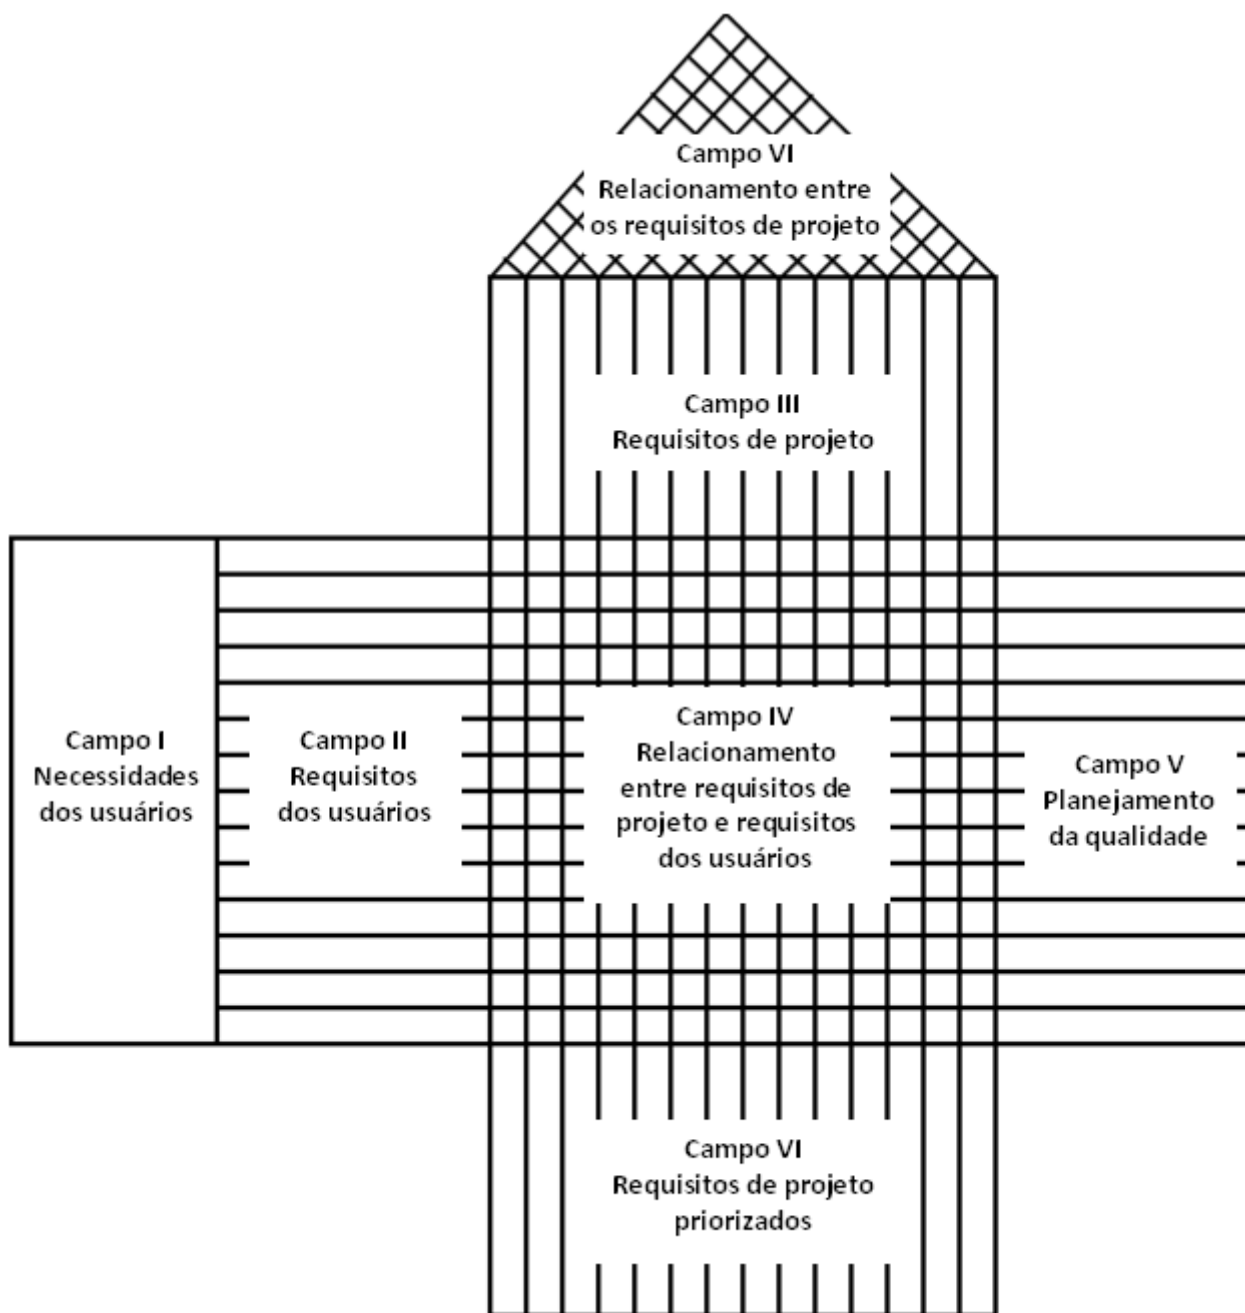 Campo VI
Relacionamento entre
os requisitos de projeto
Campo III
Requisitos de projeto
Campo I
Necessidades
dos usuários
Campo II
Requisitos
dos usuários
Campo IV
Relacionamento
entre requisitos de
projeto e requisitos
dos usuários
Campo V
Planejamento
da qualidade
Campo VI
Requisitos de projeto
priorizados